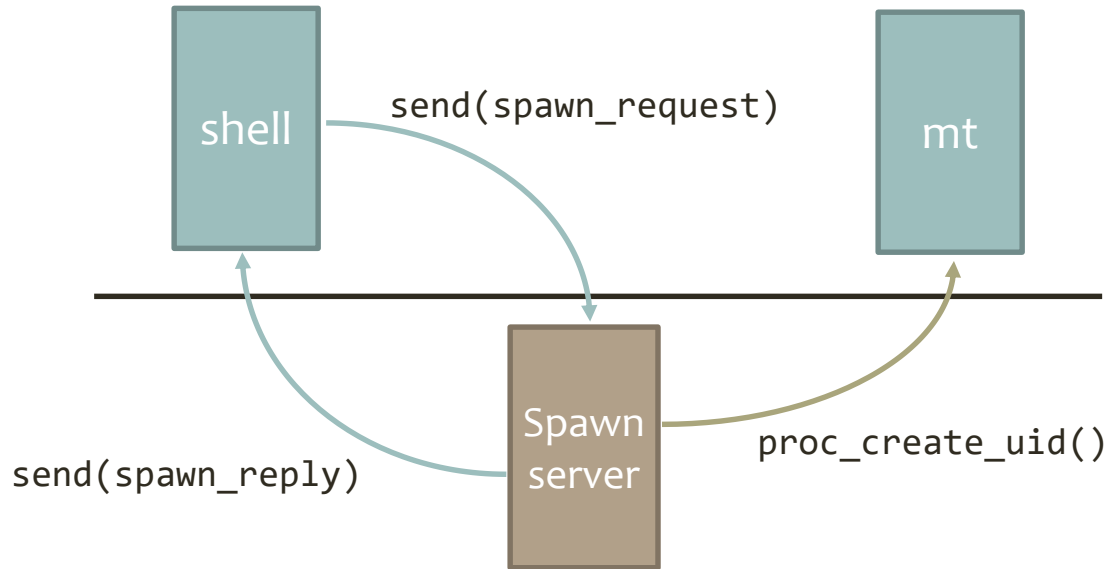 send(spawn_request)
shell
mt
Spawn
server
proc_create_uid()
send(spawn_reply)